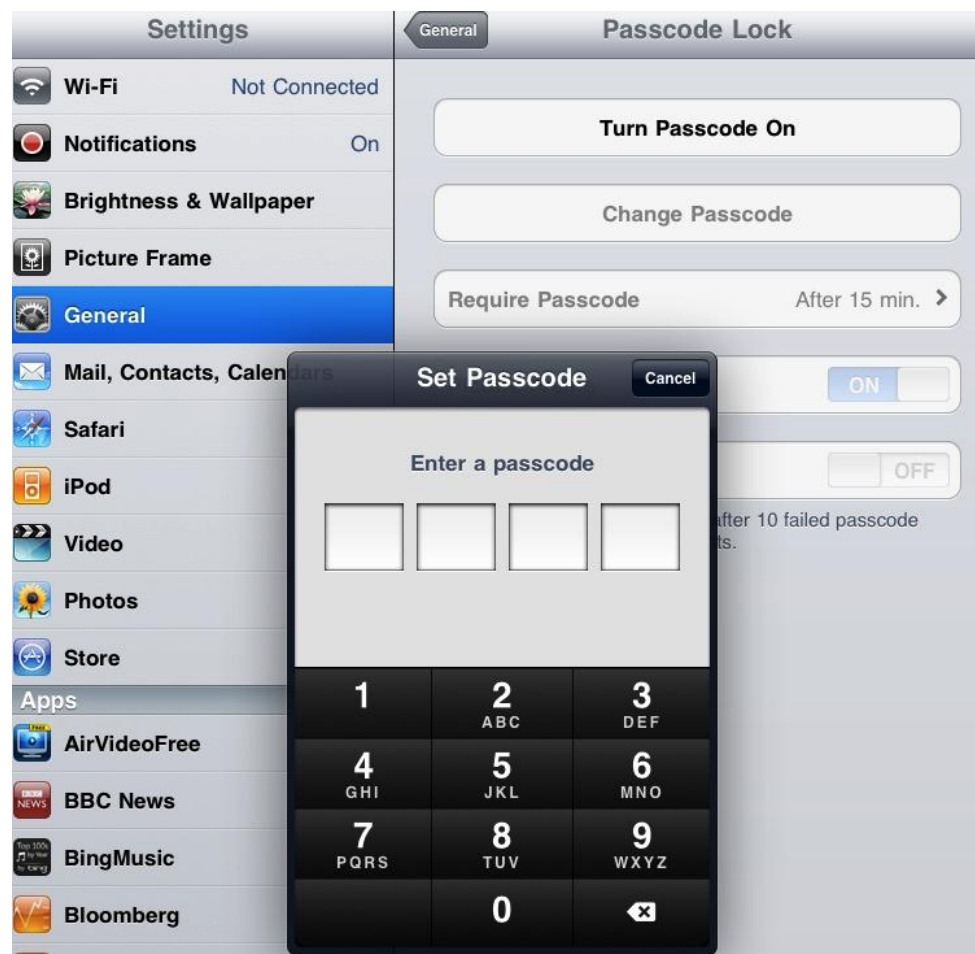 Settings
Wi-Fi Not Connected
Notifications On
Brightness & Wallpaper
Picture Frame
General
Mail, Contacts, Calendars
Safari
iPod
Video
Photos
Store
Apps
AirVideoFree
BBC News
BingMusic
Bloomberg
General Passcode Lock
Turn Passcode On
Change Passcode
Require Passcode After 15 min.
ON
OFF
after 10 failed passcode
ts.
Set Passcode Cancel
Enter a passcode
1 2 3
ABC DEF
4 5 6
GHI JKL MNO
7 8 9
PQRS TUV WXYZ
0